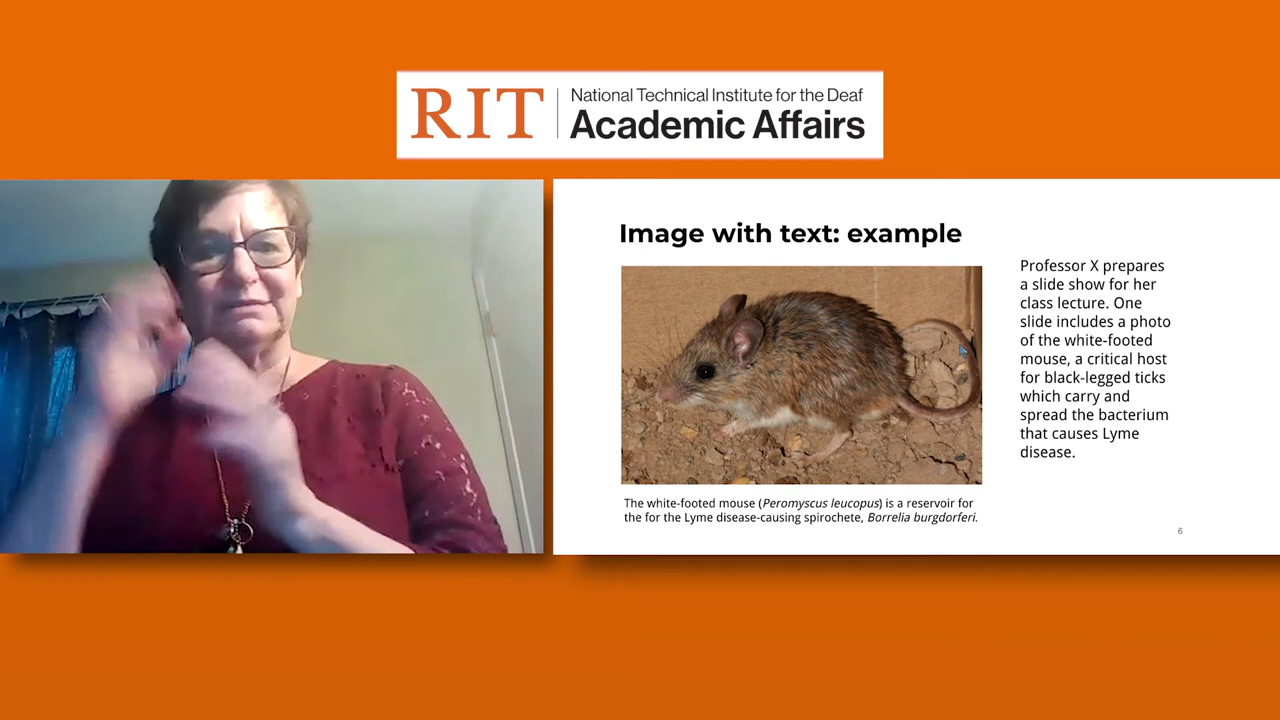 RIT
National Technical Institute for the Deaf
Academic Affairs
Image with text: example
Professor X prepares
a slide show for her
class lecture. One
slide includes a photo
of the white-footed
mouse, a critical host
for black-legged ticks
which carry and
spread the bacterium
that causes Lyme
disease.
The white-footed mouse (Peromyscus leucopus) is a reservoir for
the for the Lyme disease-causing spirochete, Borrelia burgdorferi.
6